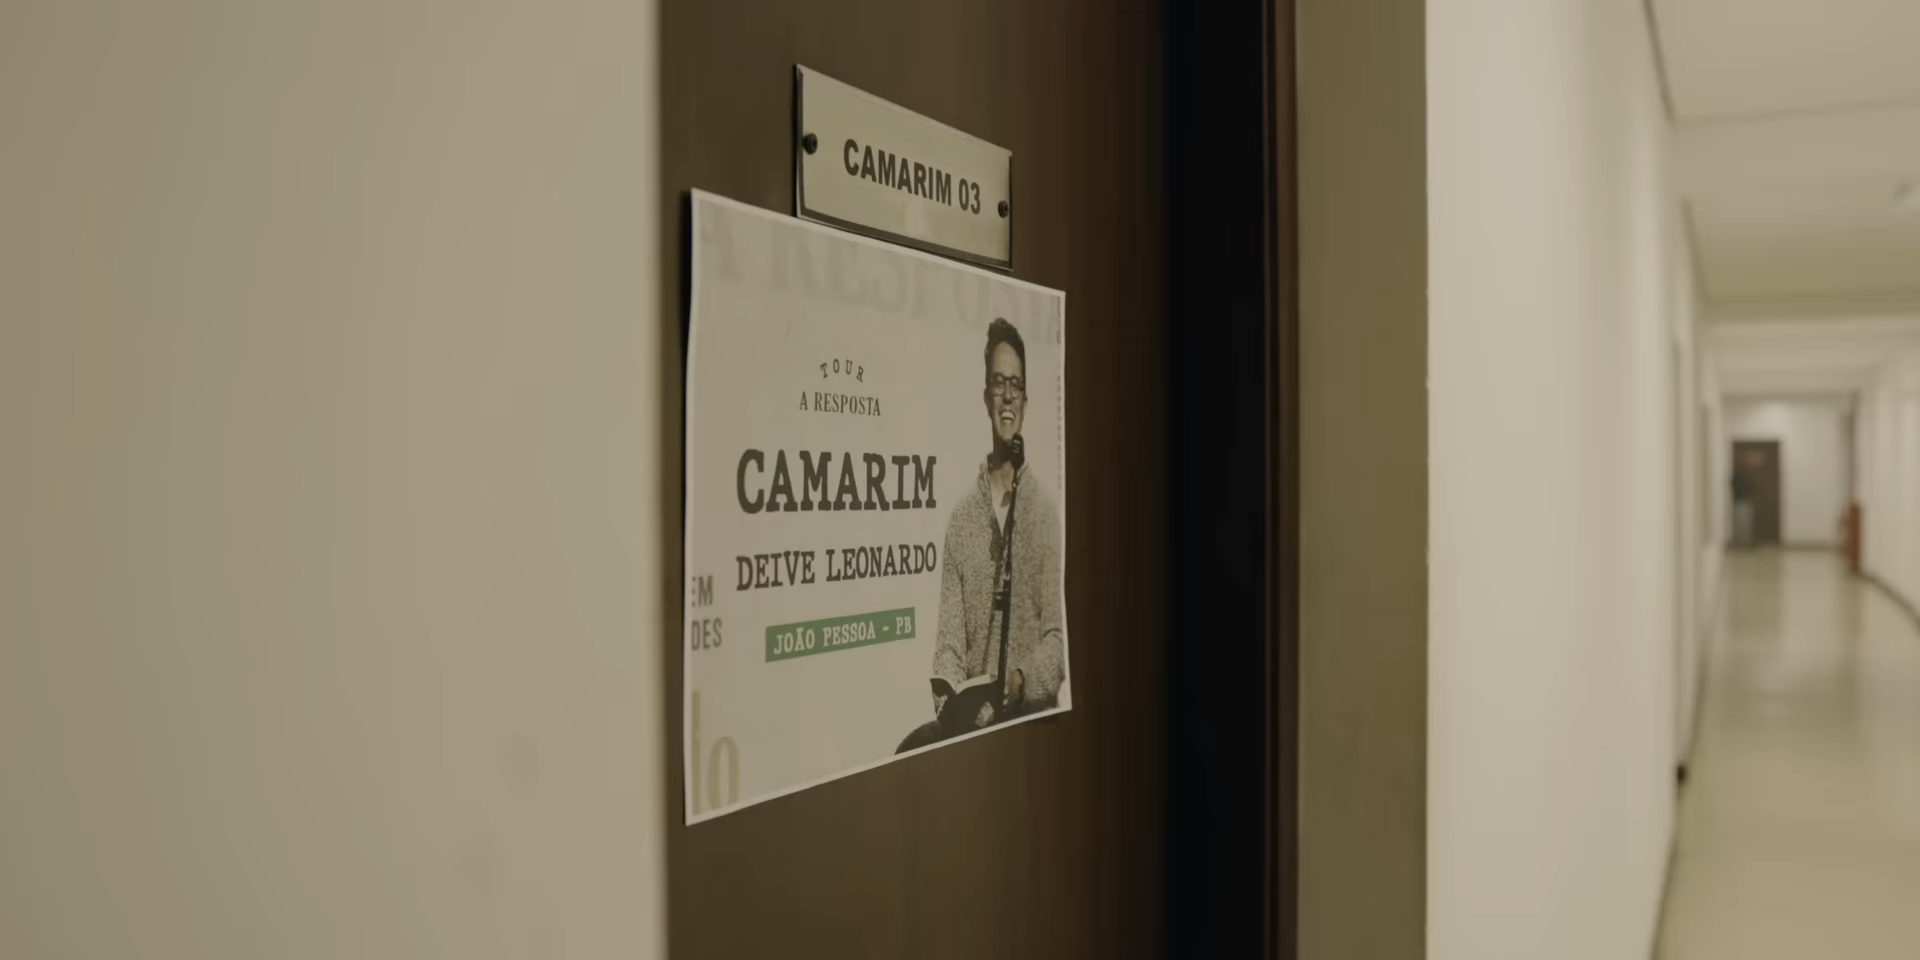 CAMARIM 03
TOUR
A RESPOSTA
CAMARIM
DEIVE LEONARDO
JOÃO PESSOA - PB